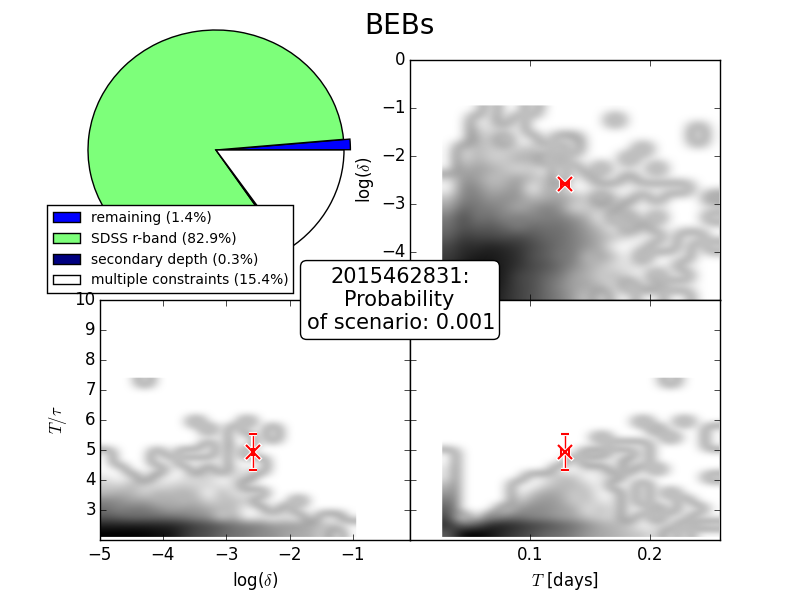 BEBs
remaining (1.4%)
SDSS r-band (82.9%)
secondary depth (0.3%)
multiple constraints (15.4%)
0
−1
−2
−3
−4
log(δ)
2015462831:
Probability
of scenario: 0.001
10
9
8
7
6
5
4
3
T/τ
−5 −4 −3 −2 −1
log(δ)
0.1 0.2
T [days]